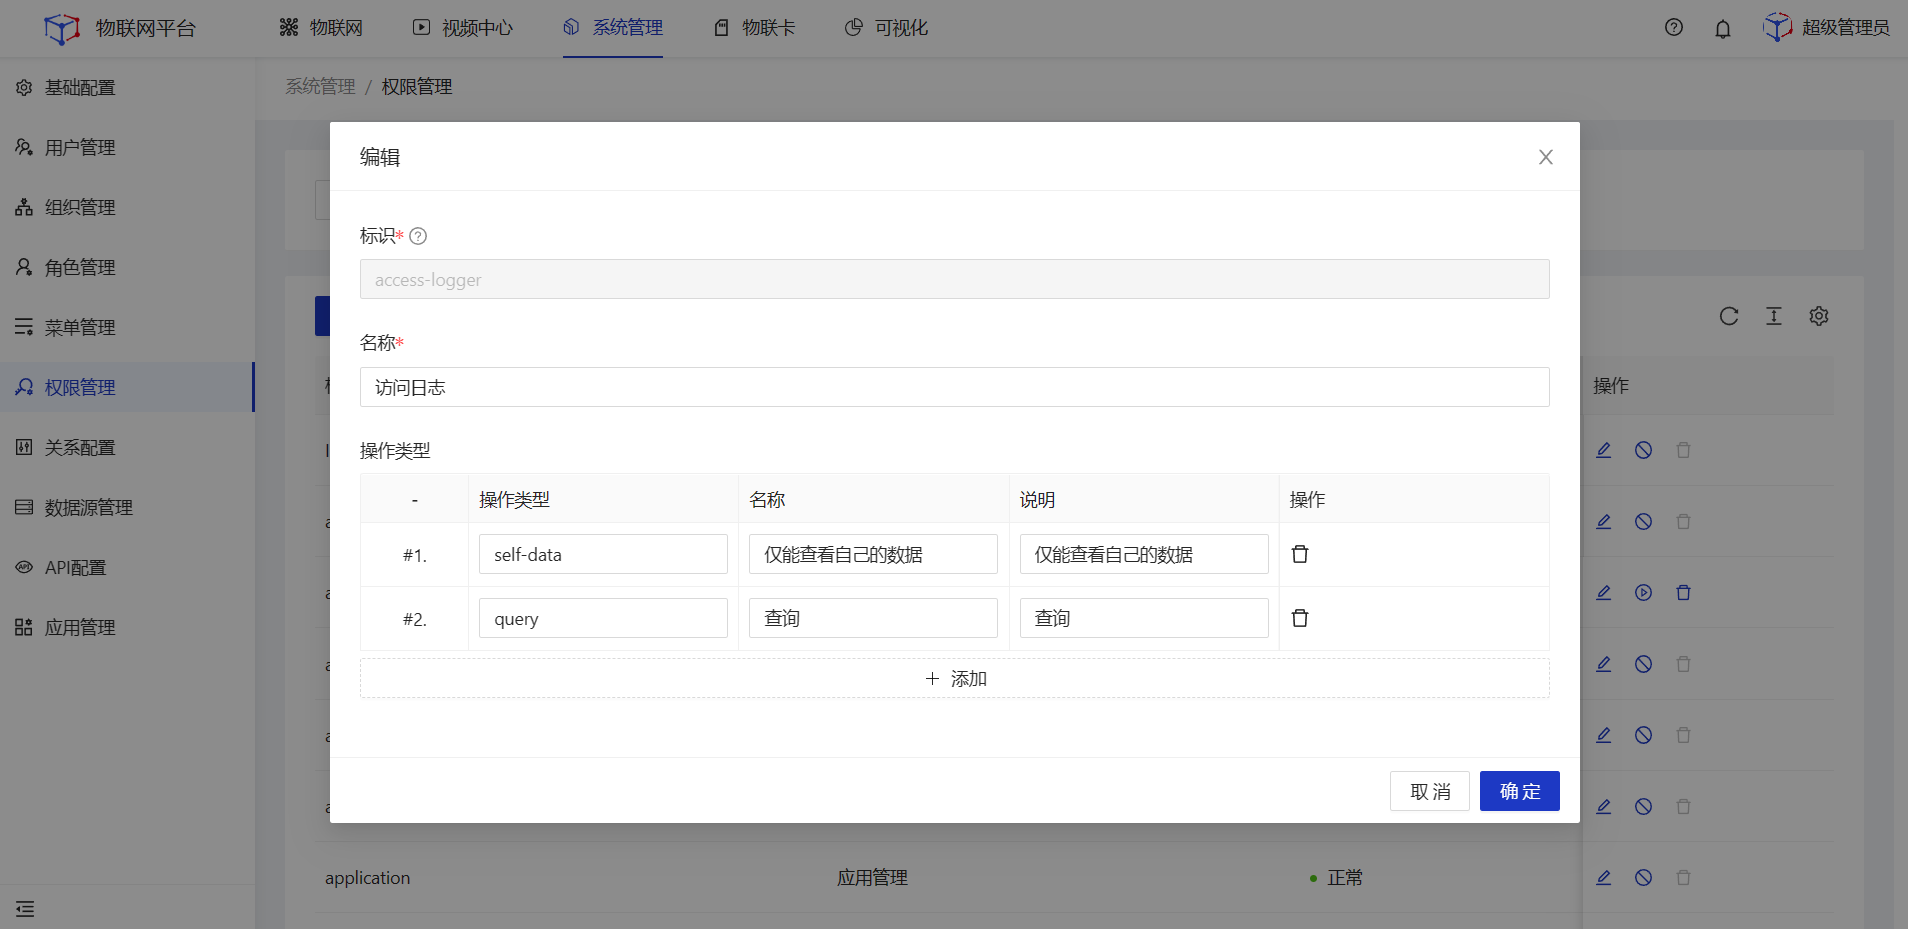 物联网平台
物联网
视频中心
系统管理
物联卡
可视化
超级管理员
基础配置
用户管理
组织管理
角色管理
菜单管理
权限管理
关系配置
数据源管理
API配置
应用管理
系统管理 / 权限管理
编辑
标识*
access-logger
名称*
访问日志
操作类型
- 操作类型 名称 说明 操作
#1. self-data 仅能查看自己的数据 仅能查看自己的数据
#2. query 查询 查询
+ 添加
取 消 确 定
操作
application 应用管理 正常